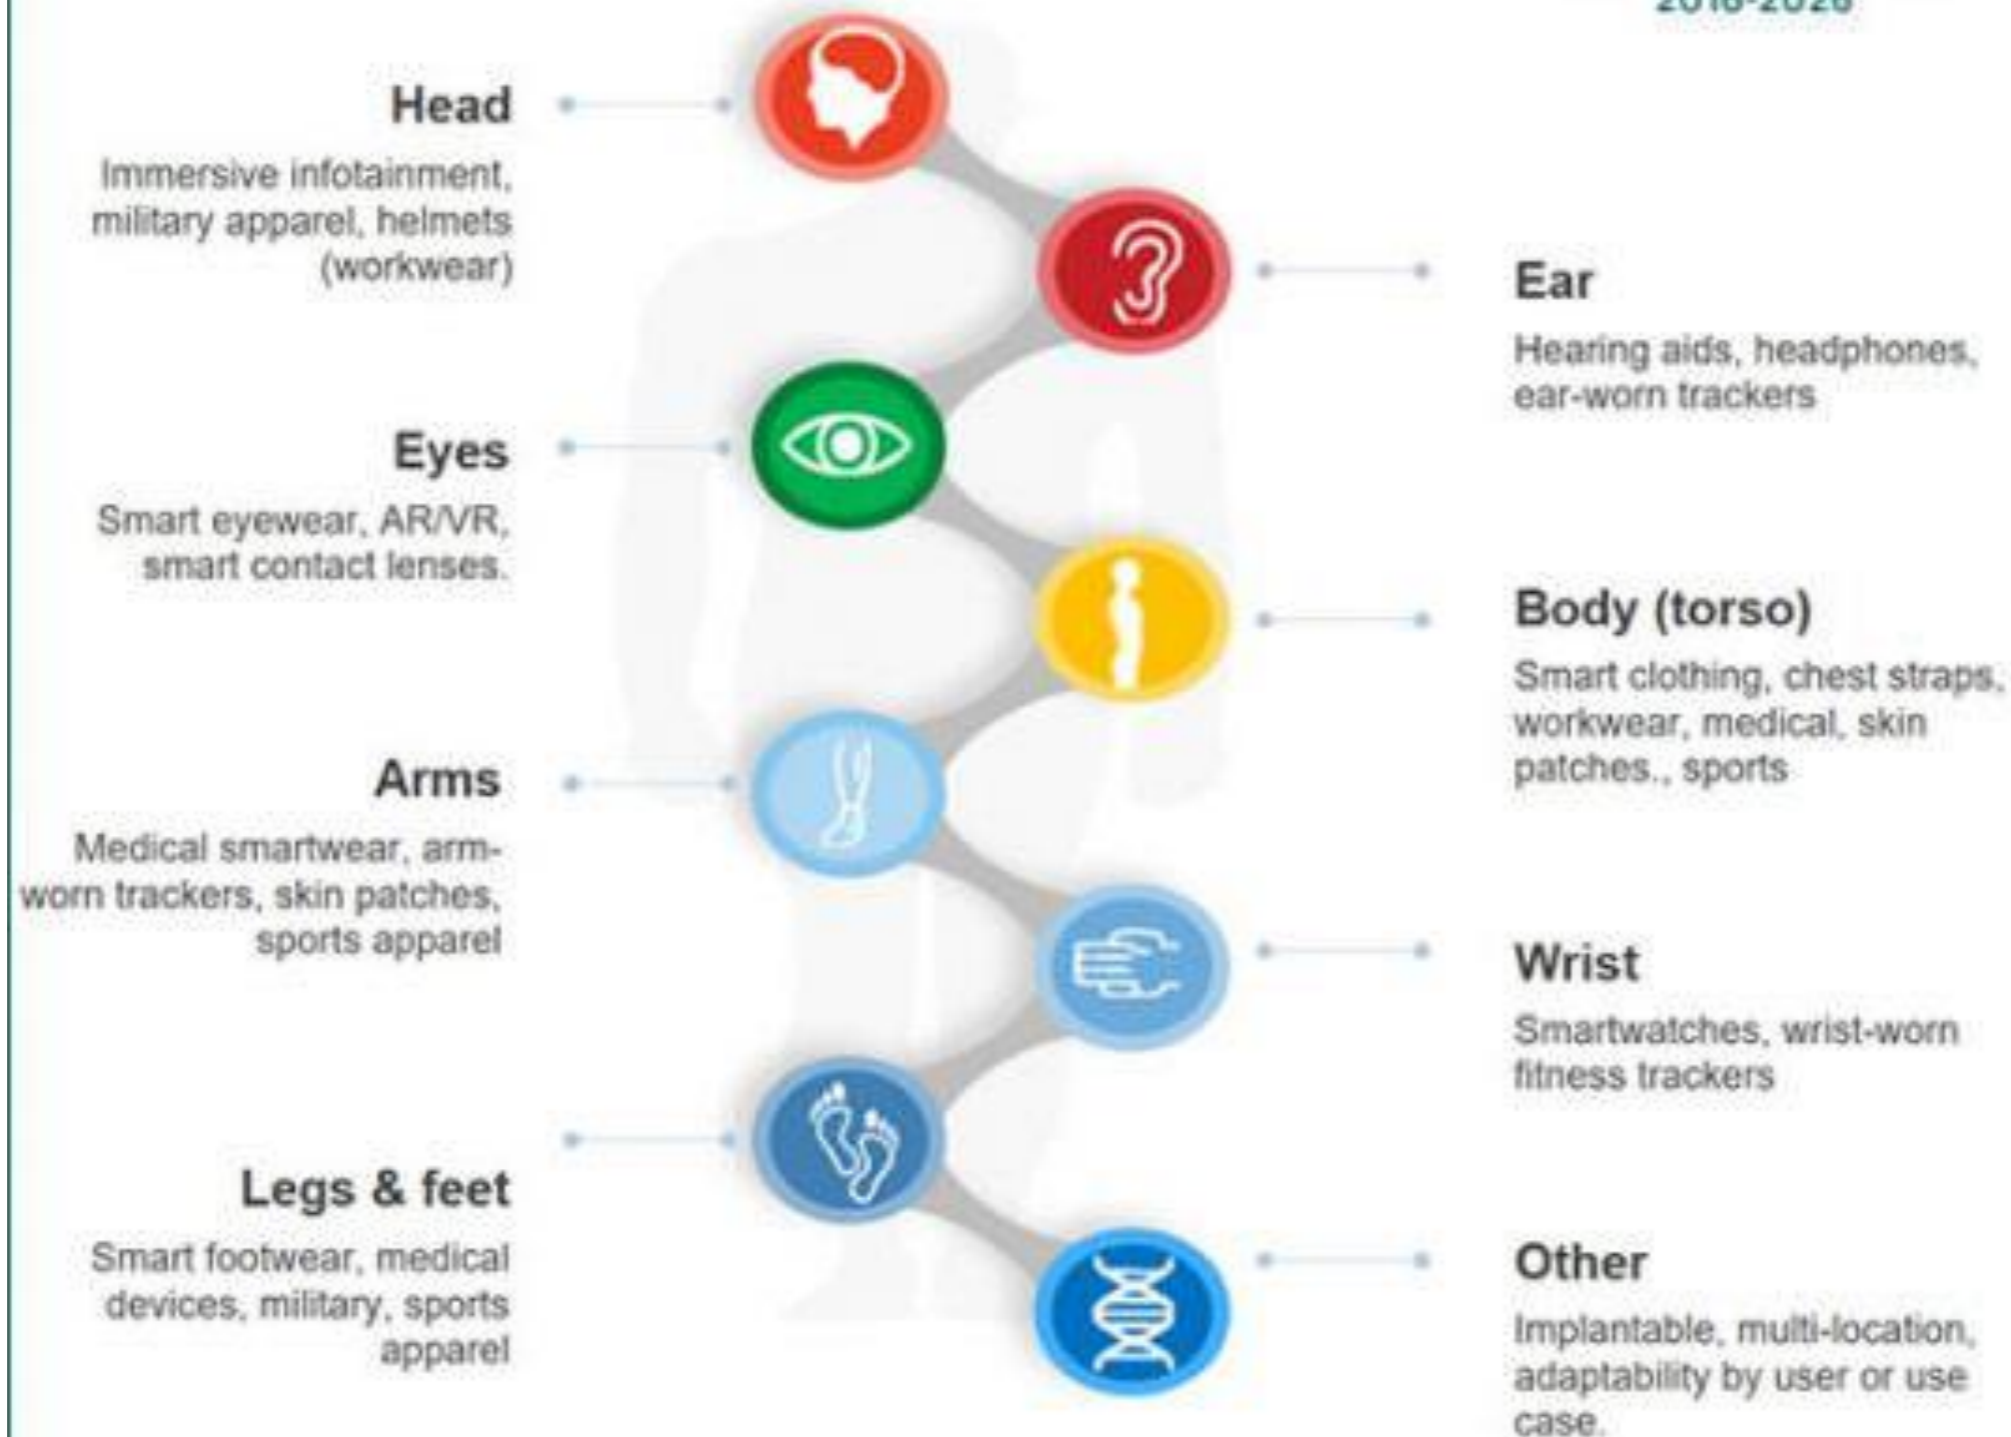 2016-2026
Head
Immersive infotainment,
military apparel, helmets
(workwear)
Ear
Hearing aids, headphones,
ear-worn trackers
Eyes
Smart eyewear, AR/VR,
smart contact lenses.
Body (torso)
Smart clothing, chest straps,
workwear, medical, skin
patches., sports
Arms
Medical smartwear, arm-
worn trackers, skin patches,
sports apparel
Wrist
Smartwatches, wrist-worn
fitness trackers
Legs & feet
Smart footwear, medical
devices, military, sports
apparel
Other
Implantable, multi-location,
adaptability by user or use
case.